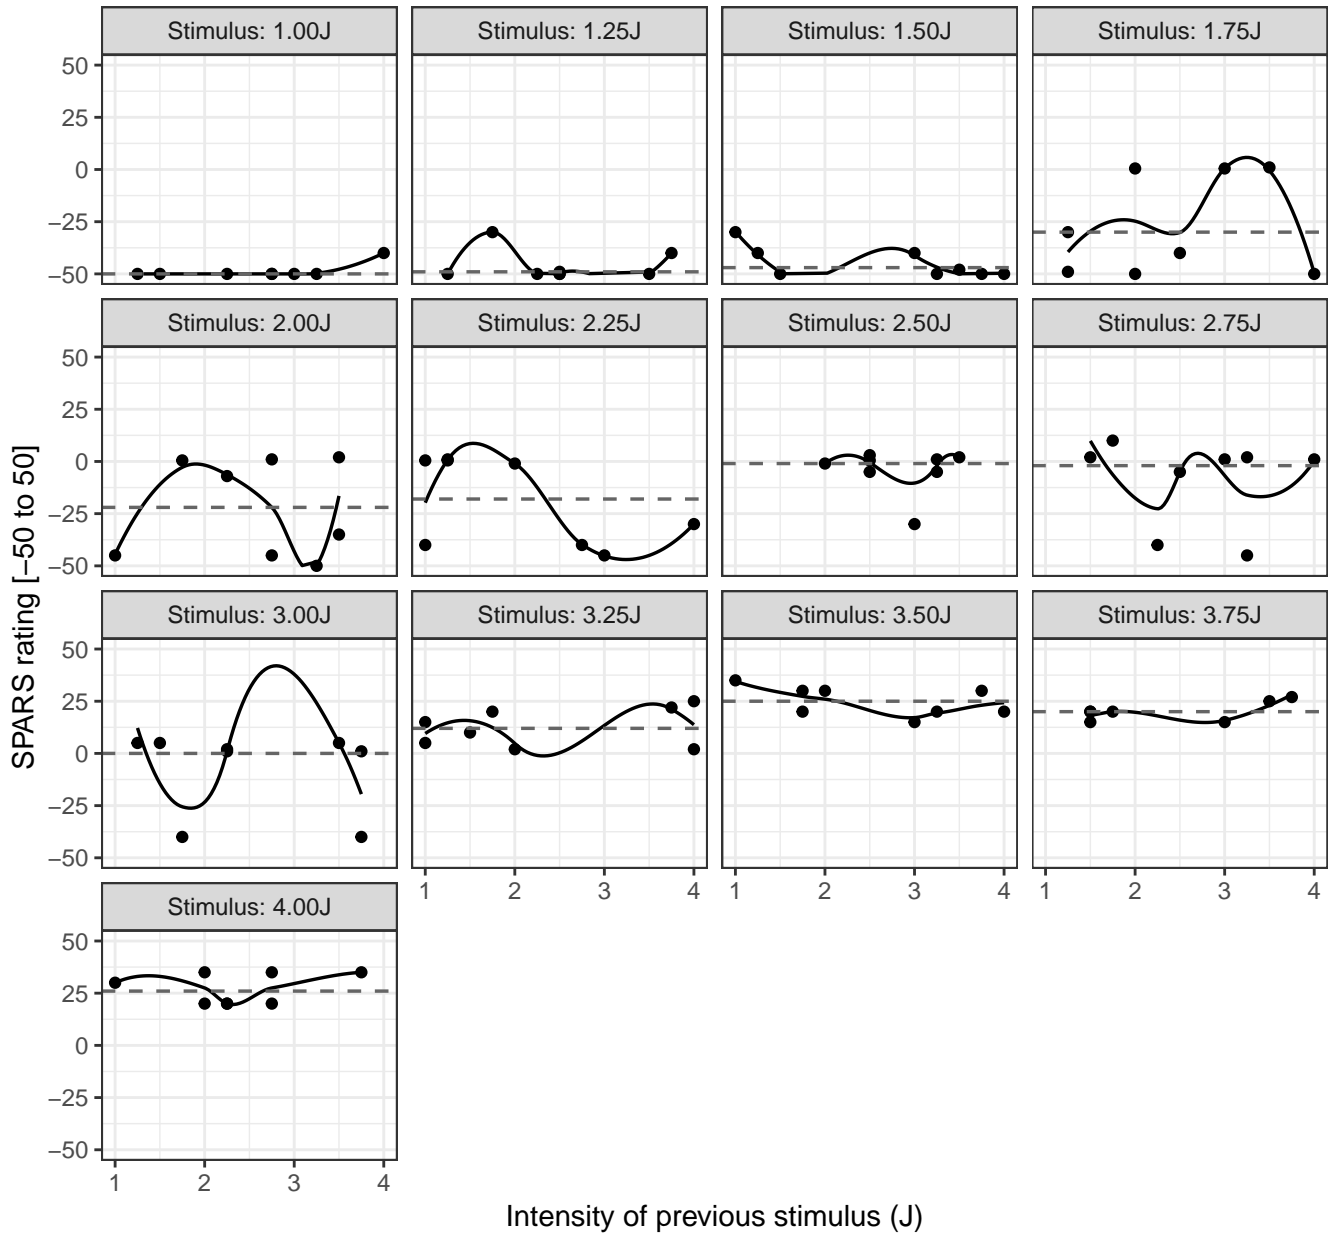 Stimulus: 1.00J Stimulus: 1.25J Stimulus: 1.50J Stimulus: 1.75J
50
25
0
−25
−50
Stimulus: 2.00J Stimulus: 2.25J Stimulus: 2.50J Stimulus: 2.75J
50
25
0
−25
−50
SPARS rating [−50 to 50]
Stimulus: 3.00J Stimulus: 3.25J Stimulus: 3.50J Stimulus: 3.75J
50
25
0
−25
−50
1 2 3 4 1 2 3 4 1 2 3 4
Stimulus: 4.00J
50
25
0
−25
−50
1 2 3 4
Intensity of previous stimulus (J)